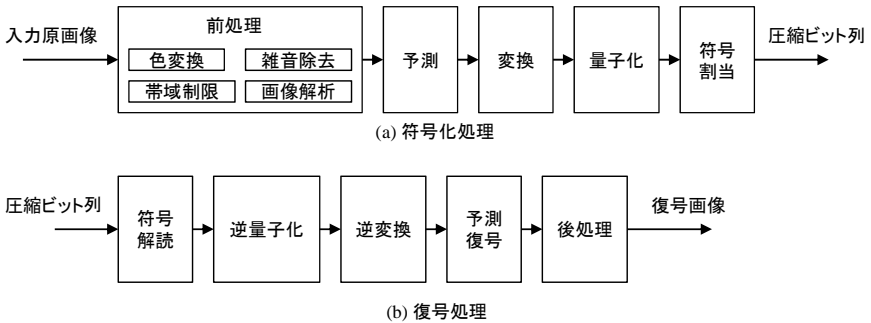 入力原画像
前処理
色変換
雑音除去
帯域制限
画像解析
予測
変換
量子化
符号
割当
圧縮ビット列
(a) 符号化処理
圧縮ビット列
符号
解読
逆量子化
逆変換
予測
復号
後処理
復号画像
(b) 復号処理